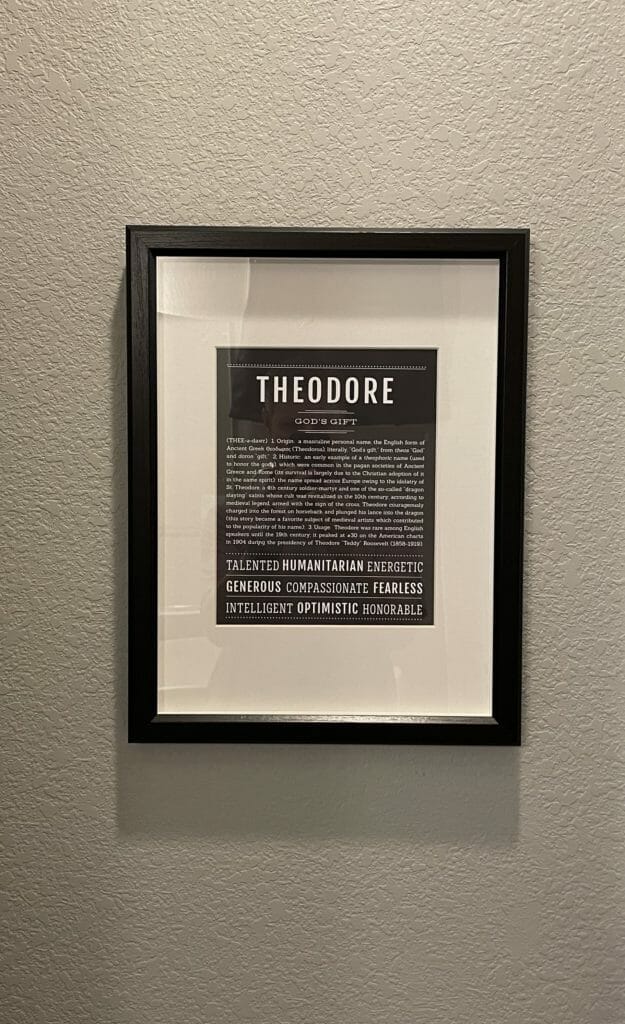 THEODORE
GOD'S GIFT
(THEE-ə-dawr) 1. Origin: a masculine personal name, the English form of
Ancient Greek Θεόδωρος (Theodoros), literally, "God's gift," from theos "God"
and doron "gift." 2. Historic: an early example of a theophoric name (used
to honor the gods), which were common in the pagan societies of Ancient
Greece and Rome (its survival is largely due to the Christian adoption of it
in the same spirit); the name spread across Europe owing to the idolatry of
St. Theodore, a 4th century soldier-martyr and one of the so-called "dragon
slaying" saints whose cult was revitalized in the 10th century; according to
medieval legend, armed with the sign of the cross, Theodore courageously
charged into the forest on horseback and plunged his lance into the dragon
(this story became a favorite subject of medieval artists which contributed
to the popularity of his name). 3. Usage: Theodore was rare among English
speakers until the 19th century; it peaked at #30 on the American charts
in 1904 during the presidency of Theodore "Teddy" Roosevelt (1858-1919).
TALENTED HUMANITARIAN ENERGETIC
GENEROUS COMPASSIONATE FEARLESS
INTELLIGENT OPTIMISTIC HONORABLE